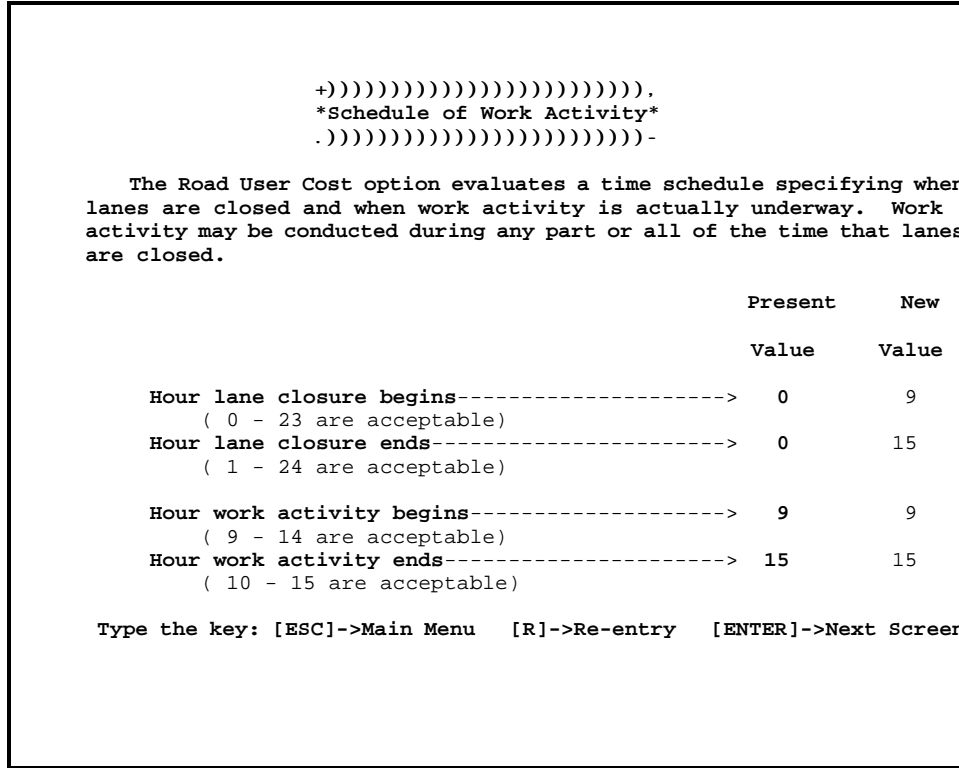 +))))))))))))))))))))))))),
*Schedule of Work Activity*
.)))))))))))))))))))))))))-
The Road User Cost option evaluates a time schedule specifying when
lanes are closed and when work activity is actually underway. Work
activity may be conducted during any part or all of the time that lanes
are closed.
Present New
Value Value
Hour lane closure begins---------------------> 0 9
( 0 - 23 are acceptable)
Hour lane closure ends-----------------------> 0 15
( 1 - 24 are acceptable)
Hour work activity begins--------------------> 9 9
( 9 - 14 are acceptable)
Hour work activity ends----------------------> 15 15
( 10 - 15 are acceptable)
Type the key: [ESC]->Main Menu [R]->Re-entry [ENTER]->Next Screen